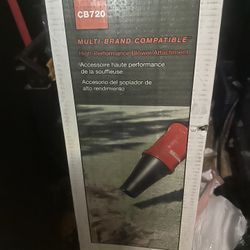 CB720
MULTI-BRAND COMPATIBLE
High Performance Blower Attachment
*Accessoire haute performance
de la souffleuse.
Accesorio del soplador de
alto rendimiento